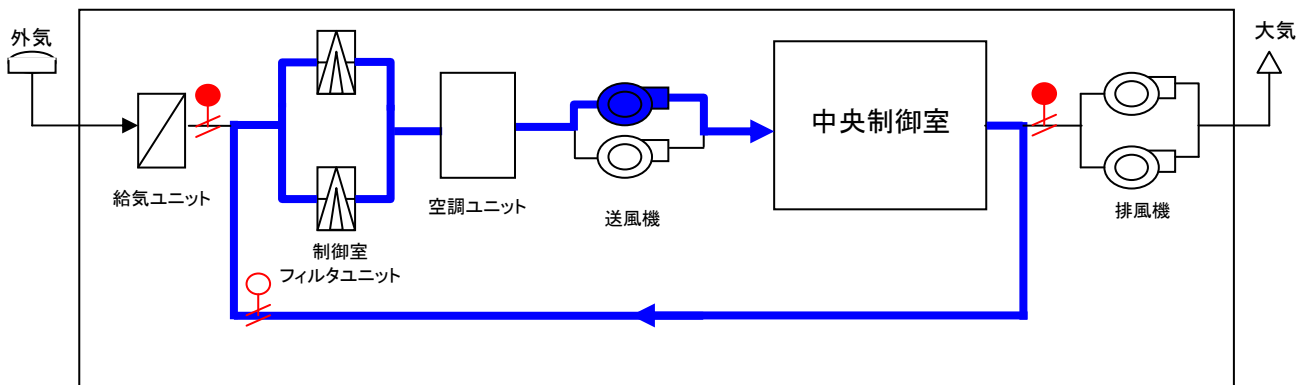 外気
給気ユニット
制御室
フィルタユニット
空調ユニット
送風機
中央制御室
排風機
大気